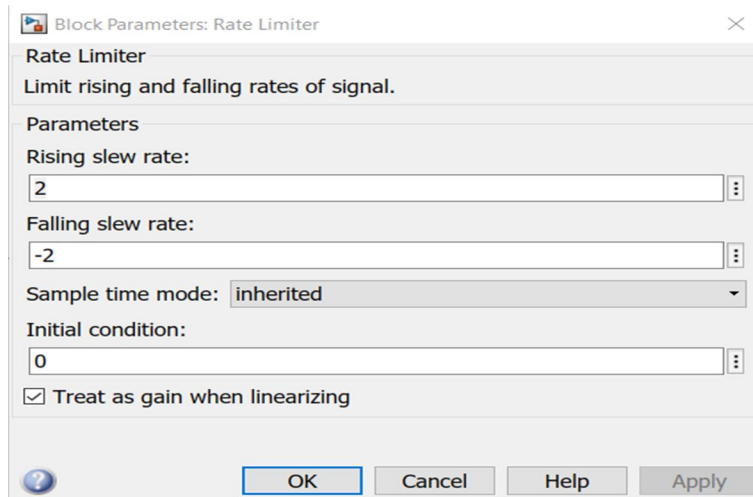 Block Parameters: Rate Limiter
Rate Limiter
Limit rising and falling rates of signal.
Parameters
Rising slew rate:
2
Falling slew rate:
-2
Sample time mode: inherited
Initial condition:
0
Treat as gain when linearizing
OK Cancel Help Apply